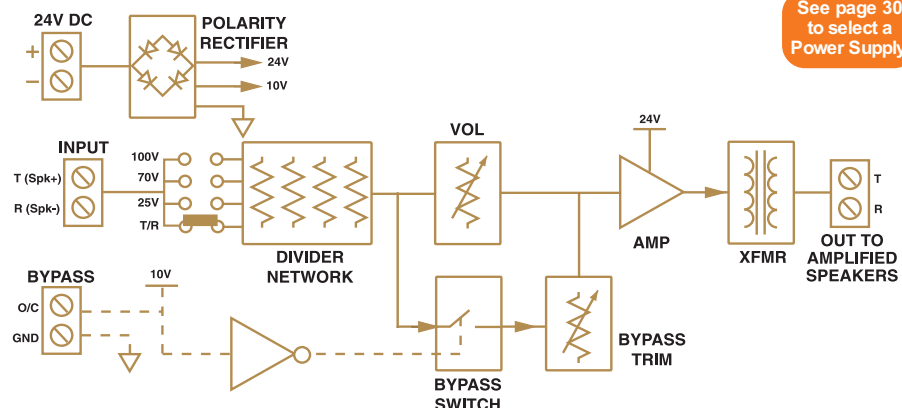 See page 30
to select a
Power Supply
24V DC
+
−
POLARITY
RECTIFIER
24V
10V
INPUT
T (Spk+)
R (Spk-)
100V
70V
25V
T/R
DIVIDER
NETWORK
VOL
24V
AMP
XFMR
T
R
OUT TO
AMPLIFIED
SPEAKERS
BYPASS
O/C
GND
10V
BYPASS
SWITCH
BYPASS
TRIM